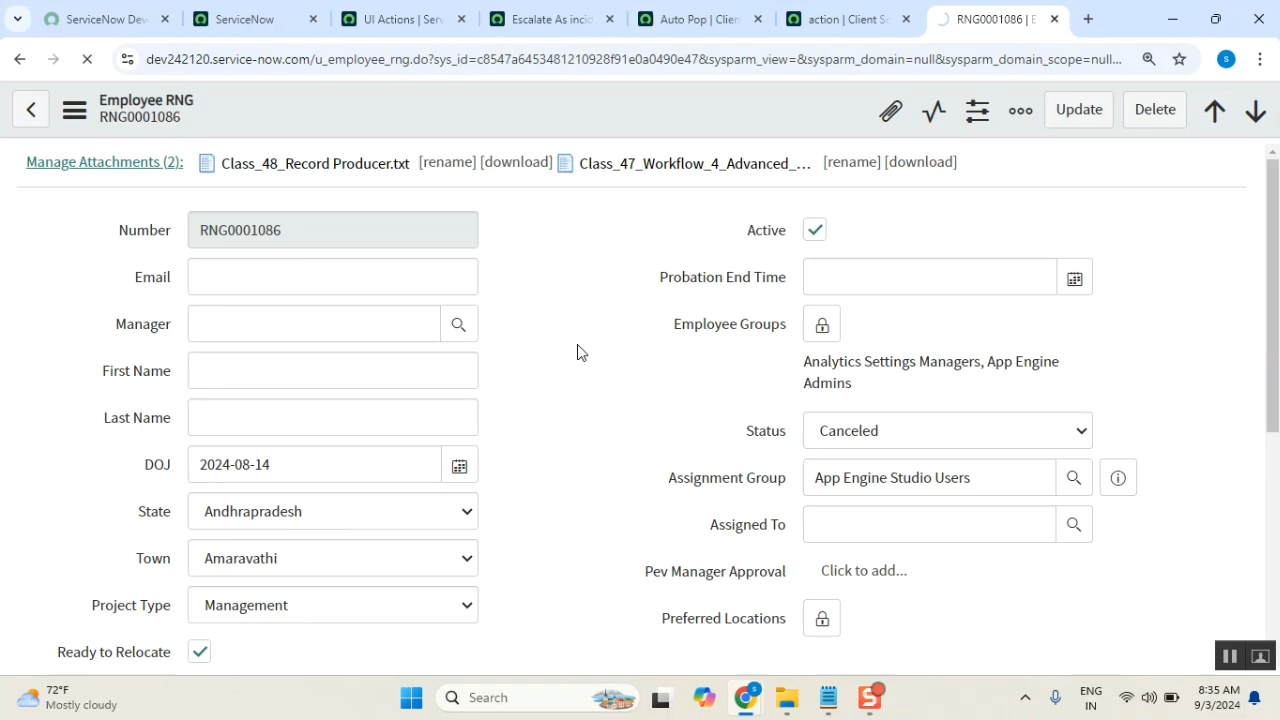 ServiceNow Dev
ServiceNow
UI Actions | Serv
Escalate As incid
Auto Pop | Client
action | Client Sc
RNG0001086 | E
dev242120.service-now.com/u_employee_rng.do?sys_id=c8547a6453481210928f91e0a0490e47&sysparm_view=&sysparm_domain=null&sysparm_domain_scope=null...
s
Employee RNG
RNG0001086
Update
Delete
Manage Attachments (2):
Class_48_Record Producer.txt
[rename] [download]
Class_47_Workflow_4_Advanced_...
[rename] [download]
Number
RNG0001086
Active
Email
Probation End Time
Manager
Employee Groups
Analytics Settings Managers, App Engine
Admins
First Name
Last Name
Status
Canceled
DOJ
2024-08-14
Assignment Group
App Engine Studio Users
State
Andhrapradesh
Assigned To
Town
Amaravathi
Pev Manager Approval
Click to add...
Project Type
Management
Preferred Locations
Ready to Relocate
72°F
Mostly cloudy
Search
ENG
IN
8:35 AM
9/3/2024